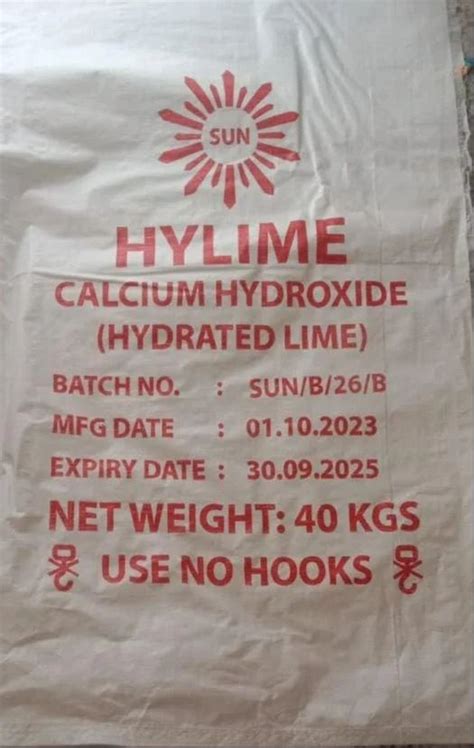 SUN
HYLIME
CALCIUM HYDROXIDE
(HYDRATED LIME)
BATCH NO. : SUN/B/26/B
MFG DATE : 01.10.2023
EXPIRY DATE : 30.09.2025
NET WEIGHT: 40 KGS
USE NO HOOKS